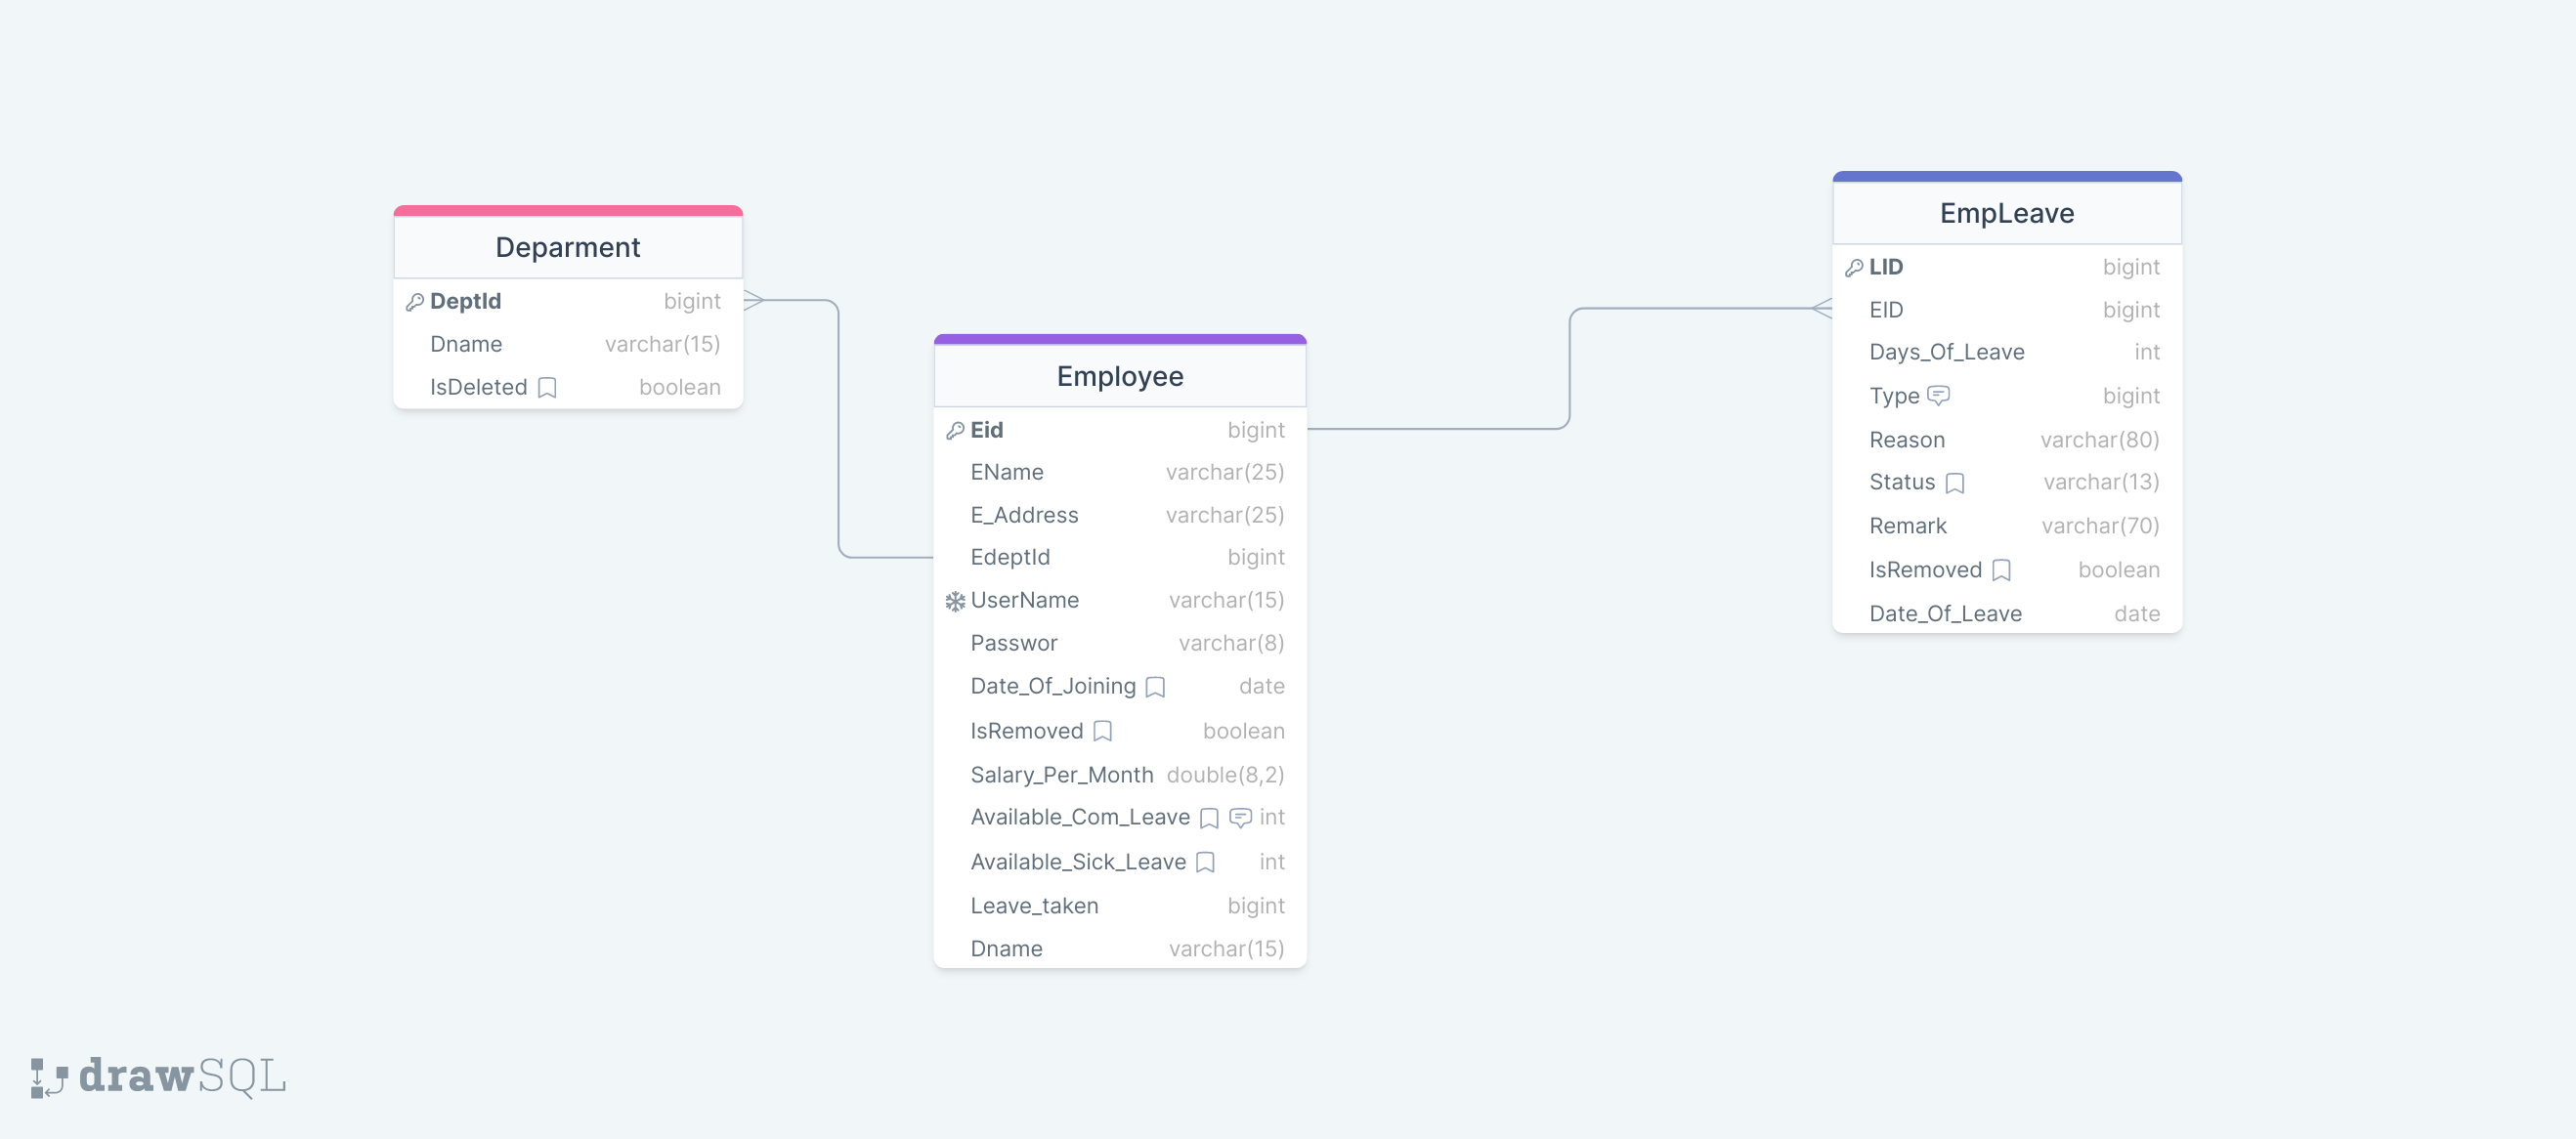 Deparment
DeptId bigint
Dname varchar(15)
IsDeleted boolean
Employee
Eid bigint
EName varchar(25)
E_Address varchar(25)
EdeptId bigint
UserName varchar(15)
Passwor varchar(8)
Date_Of_Joining date
IsRemoved boolean
Salary_Per_Month double(8,2)
Available_Com_Leave int
Available_Sick_Leave int
Leave_taken bigint
Dname varchar(15)
EmpLeave
LID bigint
EID bigint
Days_Of_Leave int
Type bigint
Reason varchar(80)
Status varchar(13)
Remark varchar(70)
IsRemoved boolean
Date_Of_Leave date
drawSQL